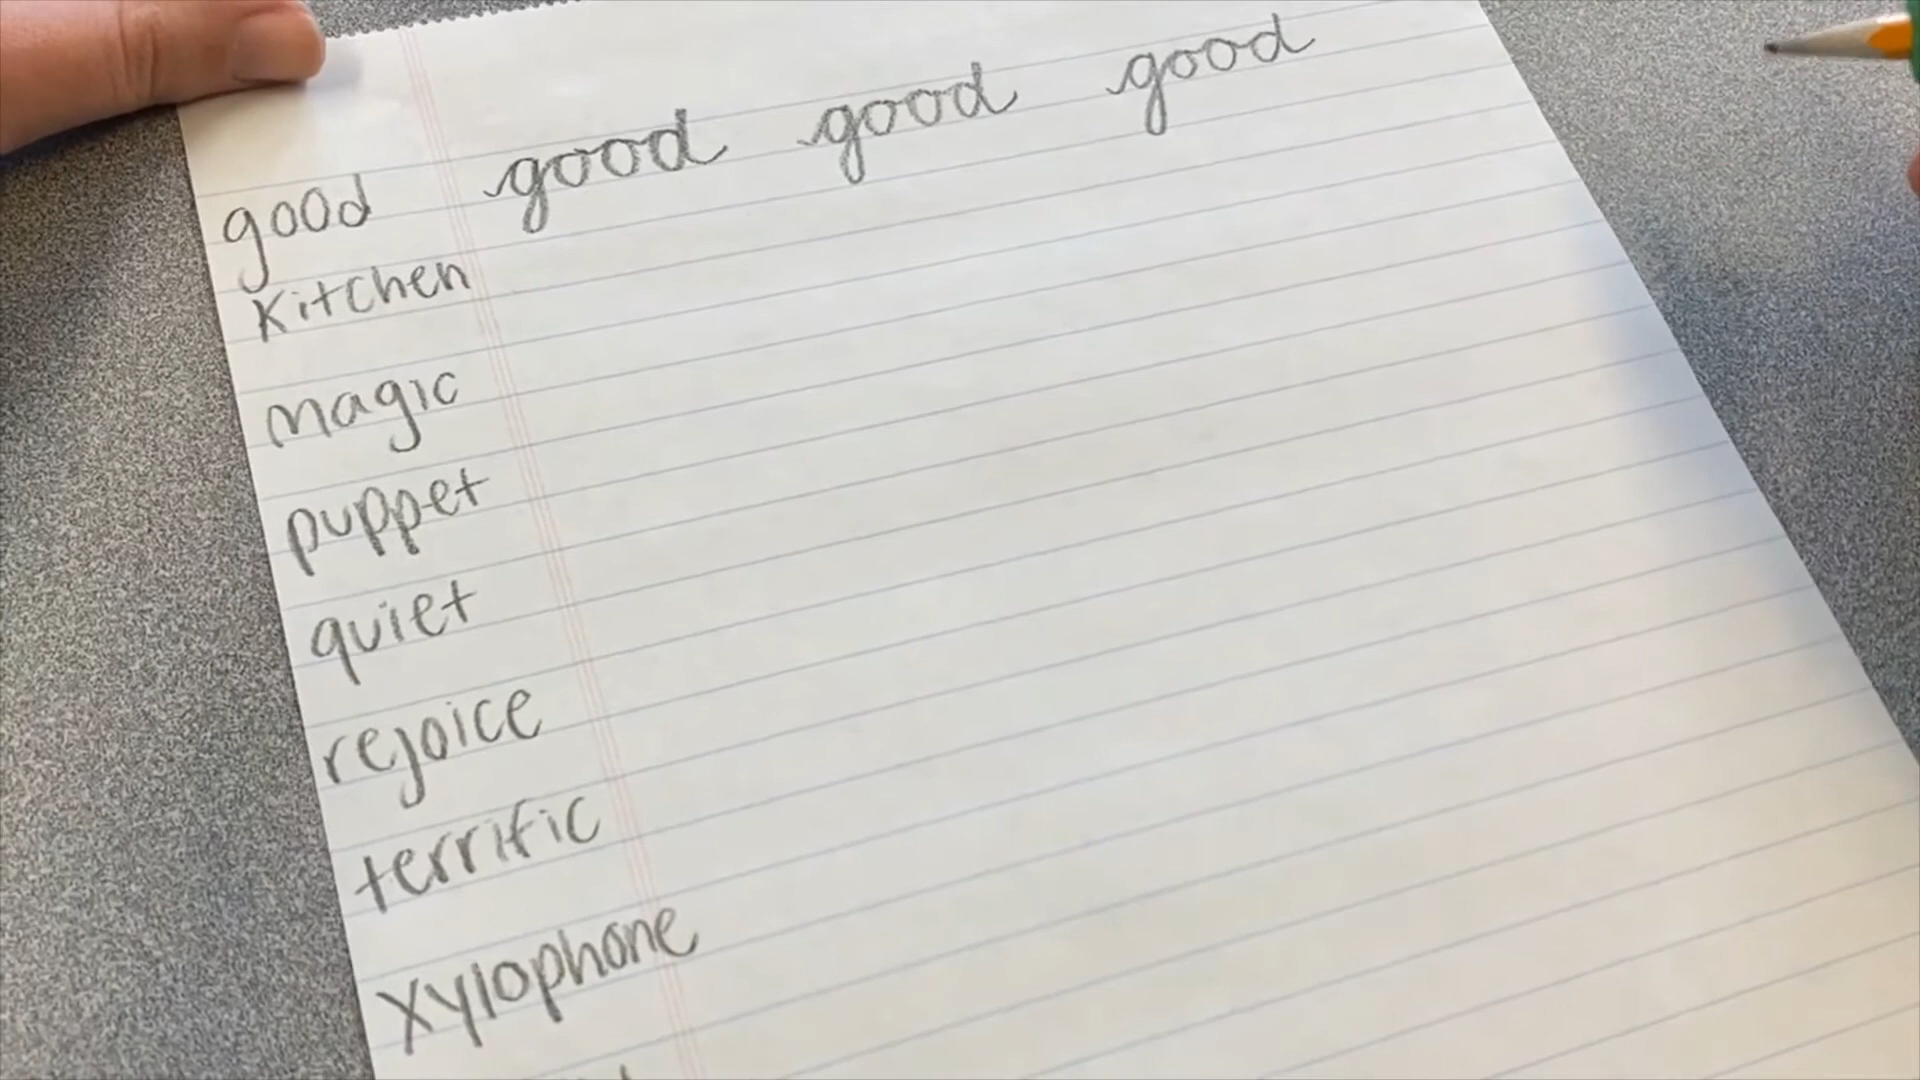 good good good good
Kitchen
magic
puppet
quiet
rejoice
terrific
xylophone